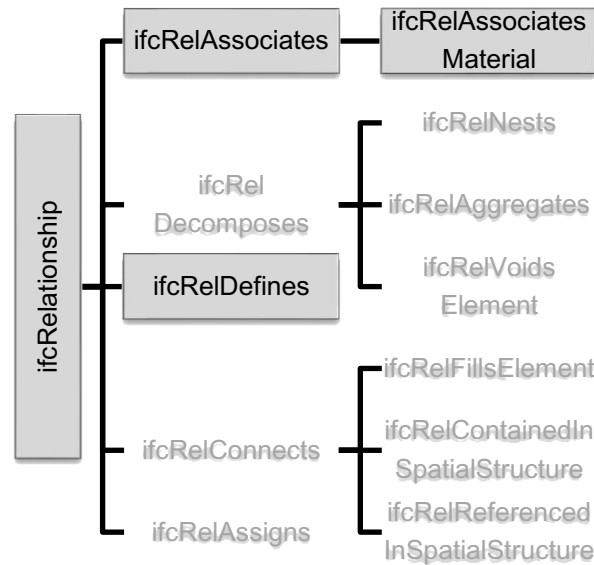 ifcRelationship
ifcRelAssociates
ifcRelAssociates
Material
ifcRel
Decomposes
ifcRelNests
ifcRelAggregates
ifcRelVoids
Element
ifcRelDefines
ifcRelConnects
ifcRelFillsElement
ifcRelContainedIn
SpatialStructure
ifcRelReferenced
InSpatialStructure
ifcRelAssigns